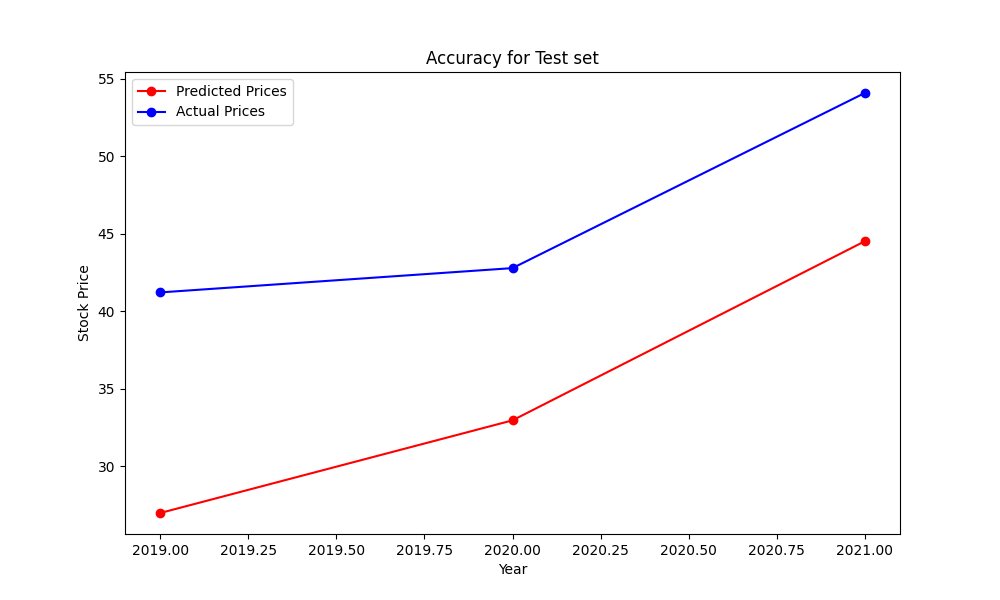 Accuracy for Test set
Predicted Prices
Actual Prices
55
50
45
40
35
30
Stock Price
2019.00 2019.25 2019.50 2019.75 2020.00 2020.25 2020.50 2020.75 2021.00
Year